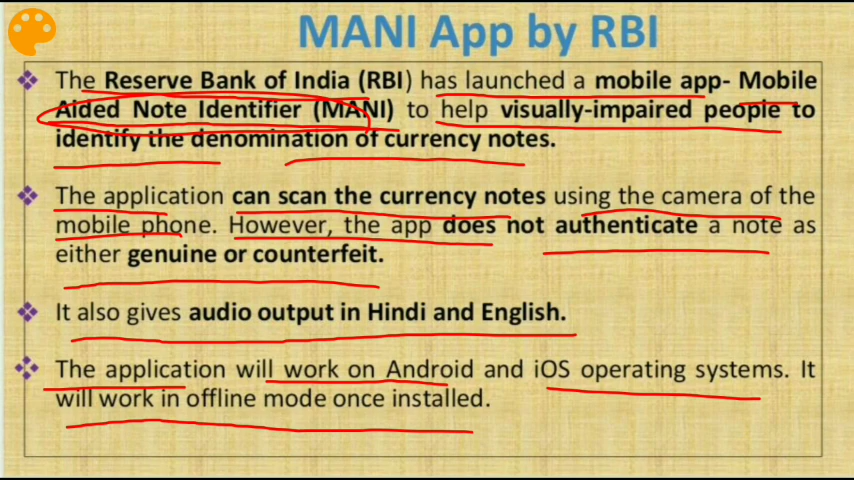 MANI App by RBI
The Reserve Bank of India (RBI) has launched a mobile app- Mobile
Aided Note Identifier (MANI) to help visually-impaired people to
identify the denomination of currency notes.
The application can scan the currency notes using the camera of the
mobile phone. However, the app does not authenticate a note as
either genuine or counterfeit.
It also gives audio output in Hindi and English.
The application will work on Android and iOS operating systems. It
will work in offline mode once installed.